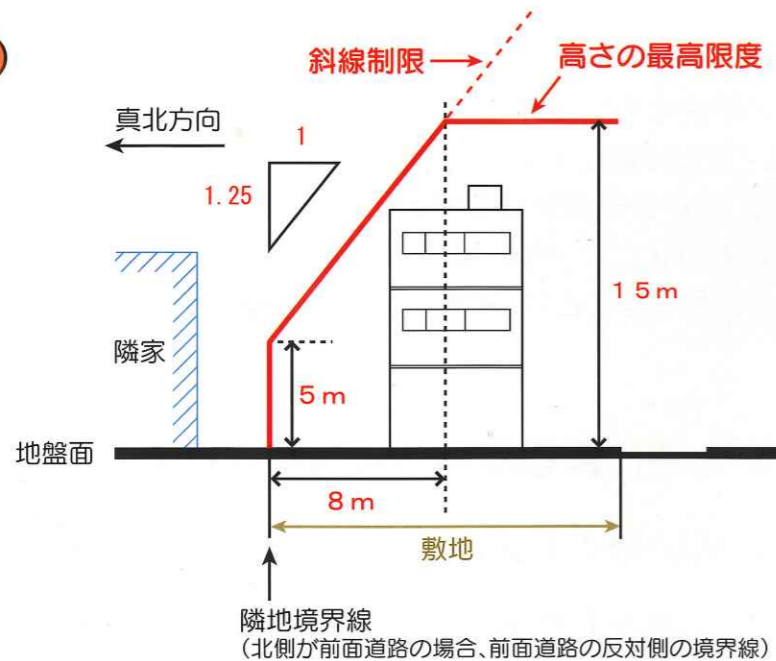 斜線制限
高さの最高限度
真北方向
1
1.25
15m
隣家
5m
地盤面
8m
敷地
隣地境界線
(北側が前面道路の場合、前面道路の反対側の境界線)